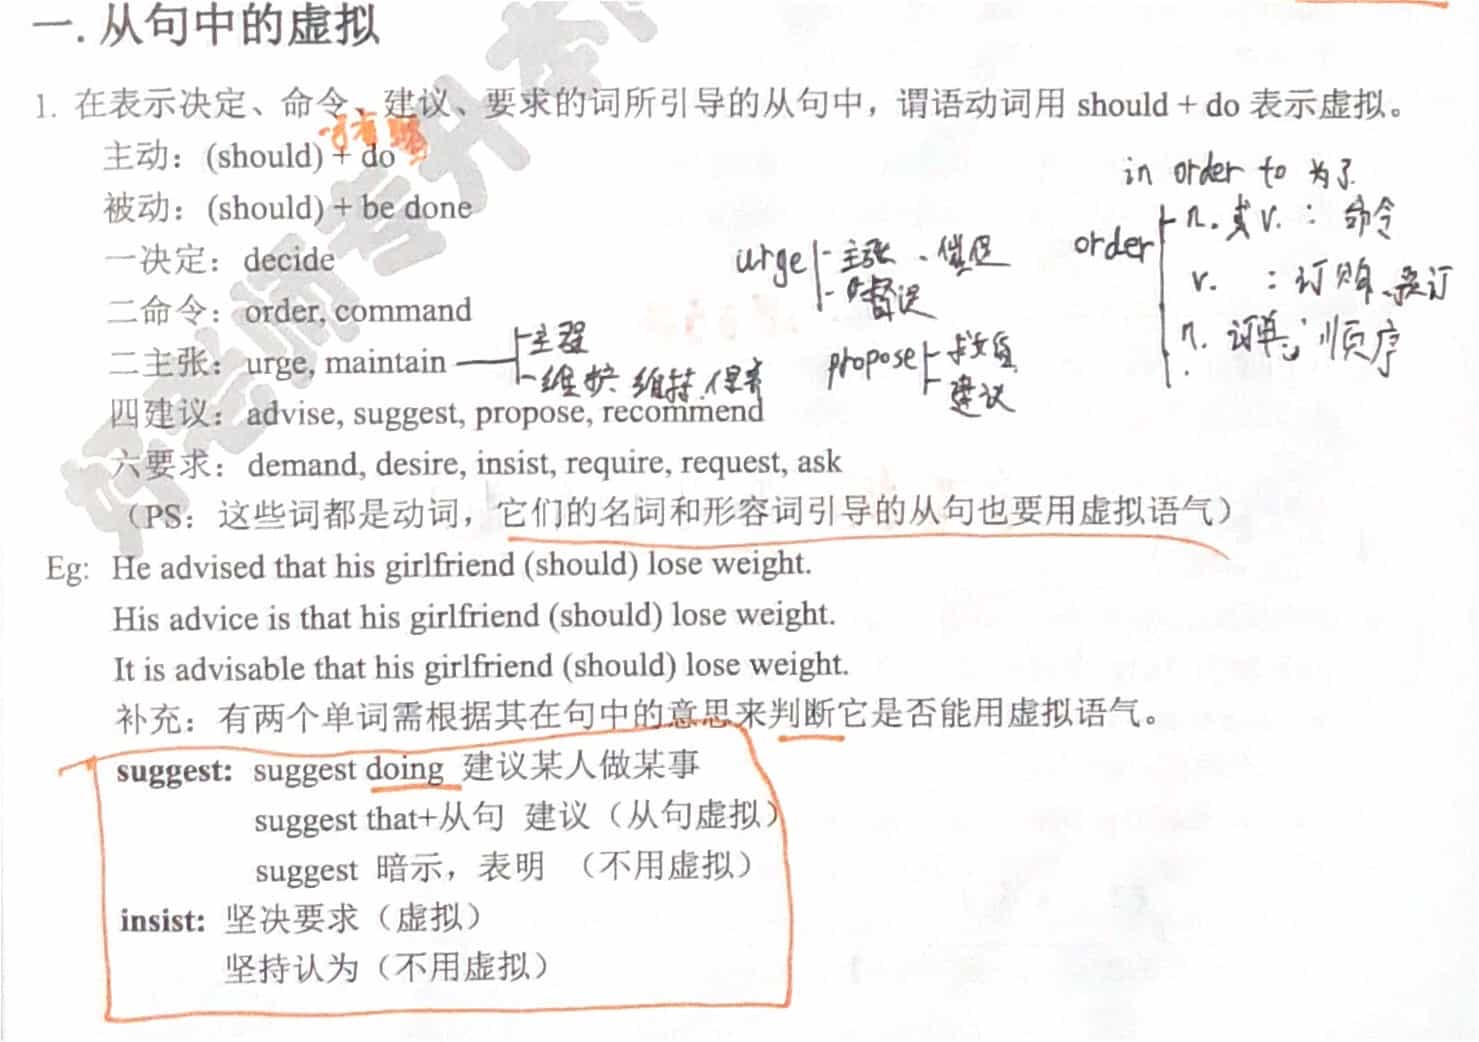 一. 从句中的虚拟
1. 在表示决定、命令、建议、要求的词所引导的从句中，谓语动词用 should + do 表示虚拟。
可省略
主动：(should) + do
被动：(should) + be done
一决定：decide
二命令：order, command
二主张：urge, maintain
主张
维护、维持、保养
四建议：advise, suggest, propose, recommend
六要求：demand, desire, insist, require, request, ask
（PS：这些词都是动词，它们的名词和形容词引导的从句也要用虚拟语气）
urge
主张、催促
督促
propose
建议
in order to 为了
order
n. 或 v.：命令
v. ：订购、预订
n. 订单；顺序
Eg: He advised that his girlfriend (should) lose weight.
His advice is that his girlfriend (should) lose weight.
It is advisable that his girlfriend (should) lose weight.
补充：有两个单词需根据其在句中的意思来判断它是否能用虚拟语气。
suggest: suggest doing 建议某人做某事
suggest that+从句 建议（从句虚拟）
suggest 暗示，表明 （不用虚拟）
insist: 坚决要求（虚拟）
坚持认为（不用虚拟）